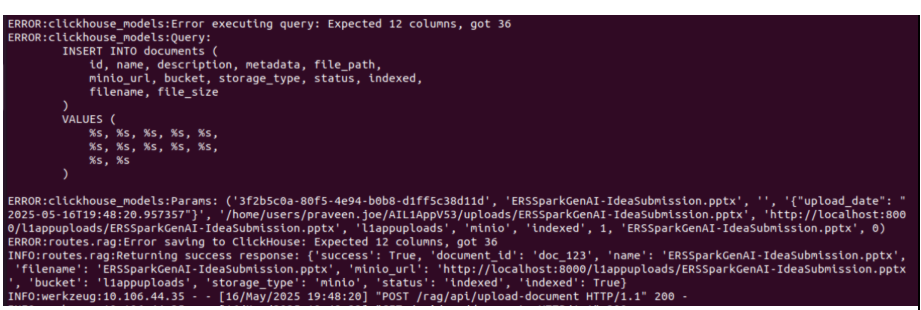 ERROR:clickhouse_models:Error executing query: Expected 12 columns, got 36
ERROR:clickhouse_models:Query:
INSERT INTO documents (
id, name, description, metadata, file_path,
minio_url, bucket, storage_type, status, indexed,
filename, file_size
)
VALUES (
%s, %s, %s, %s, %s,
%s, %s, %s, %s, %s,
%s, %s
)
ERROR:clickhouse_models:Params: ('3f2b5c0a-80f5-4e94-b0b8-d1ff5c38d11d', 'ERSSparkGenAI-IdeaSubmission.pptx', '', '{"upload_date": "
2025-05-16T19:48:20.957357"}', '/home/users/praveen.joe/AIL1AppV53/uploads/ERSSparkGenAI-IdeaSubmission.pptx', 'http://localhost:800
0/l1appuploads/ERSSparkGenAI-IdeaSubmission.pptx', 'l1appuploads', 'minio', 'indexed', 1, 'ERSSparkGenAI-IdeaSubmission.pptx', 0)
ERROR:routes.rag:Error saving to ClickHouse: Expected 12 columns, got 36
INFO:routes.rag:Returning success response: {'success': True, 'document_id': 'doc_123', 'name': 'ERSSparkGenAI-IdeaSubmission.pptx',
'filename': 'ERSSparkGenAI-IdeaSubmission.pptx', 'minio_url': 'http://localhost:8000/l1appuploads/ERSSparkGenAI-IdeaSubmission.pptx
', 'bucket': 'l1appuploads', 'storage_type': 'minio', 'status': 'indexed', 'indexed': True}
INFO:werkzeug:10.106.44.35 - - [16/May/2025 19:48:20] "POST /rag/api/upload-document HTTP/1.1" 200 -